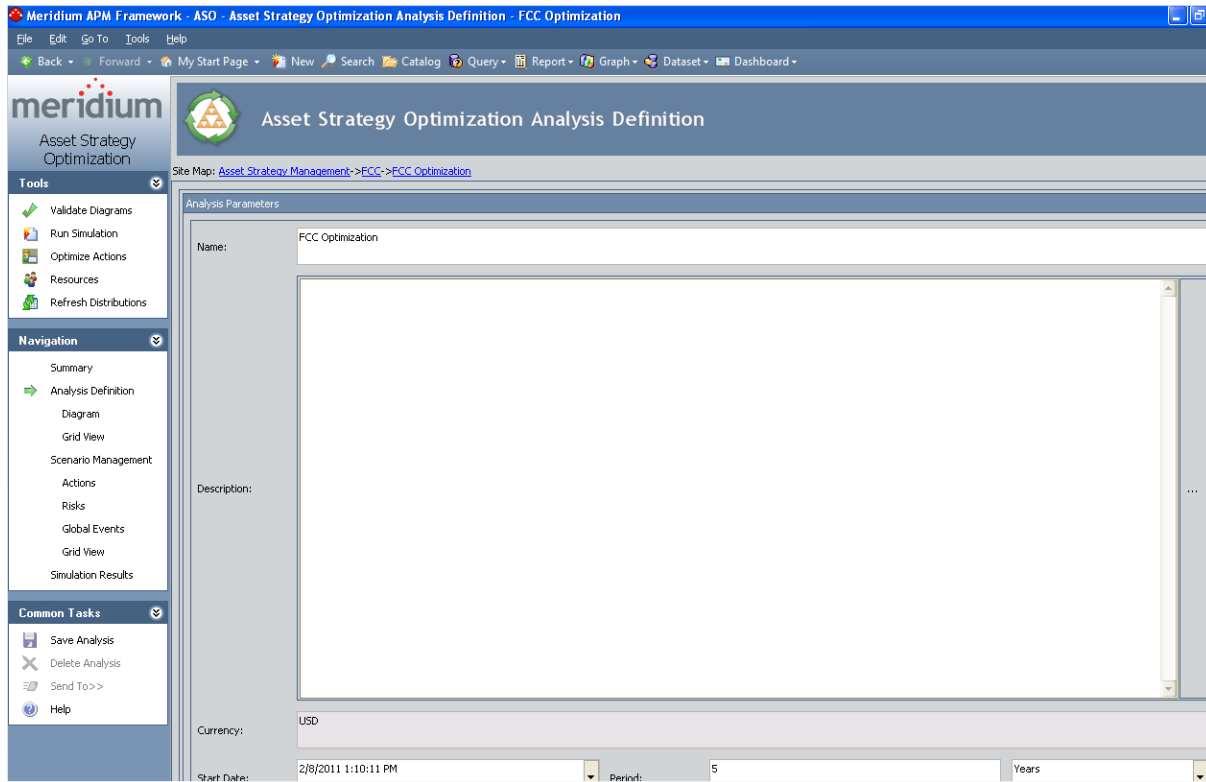 Meridium APM Framework - ASO - Asset Strategy Optimization Analysis Definition - FCC Optimization
File Edit Go To Tools Help
Back Forward My Start Page New Search Catalog Query Report Graph Dataset Dashboard
meridium
Asset Strategy
Optimization
Asset Strategy Optimization Analysis Definition
Site Map: Asset Strategy Management->FCC->FCC Optimization
Tools
Validate Diagrams
Run Simulation
Optimize Actions
Resources
Refresh Distributions
Navigation
Summary
Analysis Definition
Diagram
Grid View
Scenario Management
Actions
Risks
Global Events
Grid View
Simulation Results
Common Tasks
Save Analysis
Delete Analysis
Send To>>
Help
Analysis Parameters
Name: FCC Optimization
Description:
...
Currency: USD
Start Date: 2/8/2011 1:10:11 PM Period: 5 Years